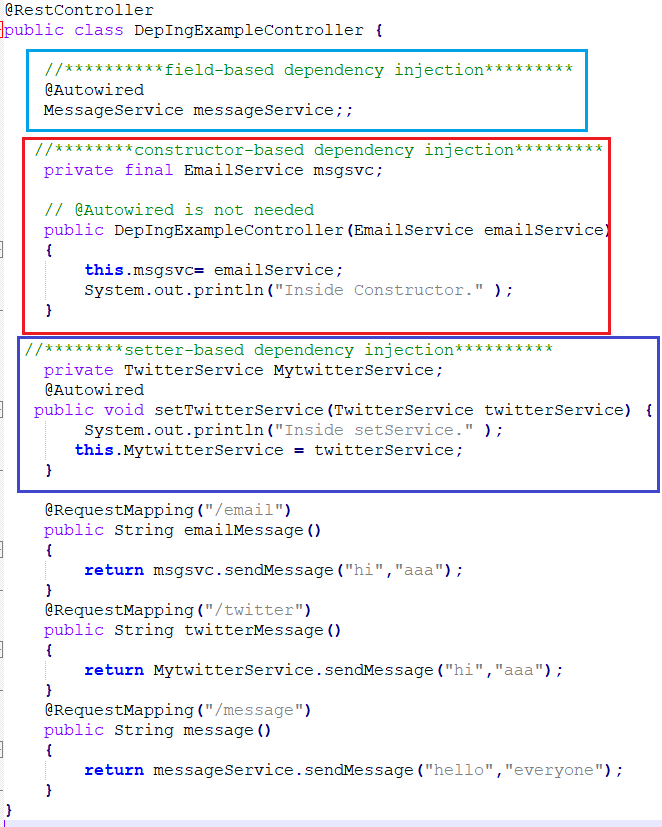 @RestController
public class DepIngExampleController {
//**********field-based dependency injection*********
@Autowired
MessageService messageService;;
//********constructor-based dependency injection*********
private final EmailService msgsvc;
// @Autowired is not needed
public DepIngExampleController(EmailService emailService)
{
this.msgsvc= emailService;
System.out.println("Inside Constructor." );
}
//********setter-based dependency injection**********
private TwitterService MytwitterService;
@Autowired
public void setTwitterService(TwitterService twitterService) {
System.out.println("Inside setService." );
this.MytwitterService = twitterService;
}
@RequestMapping("/email")
public String emailMessage()
{
return msgsvc.sendMessage("hi","aaa");
}
@RequestMapping("/twitter")
public String twitterMessage()
{
return MytwitterService.sendMessage("hi","aaa");
}
@RequestMapping("/message")
public String message()
{
return messageService.sendMessage("hello","everyone");
}
}